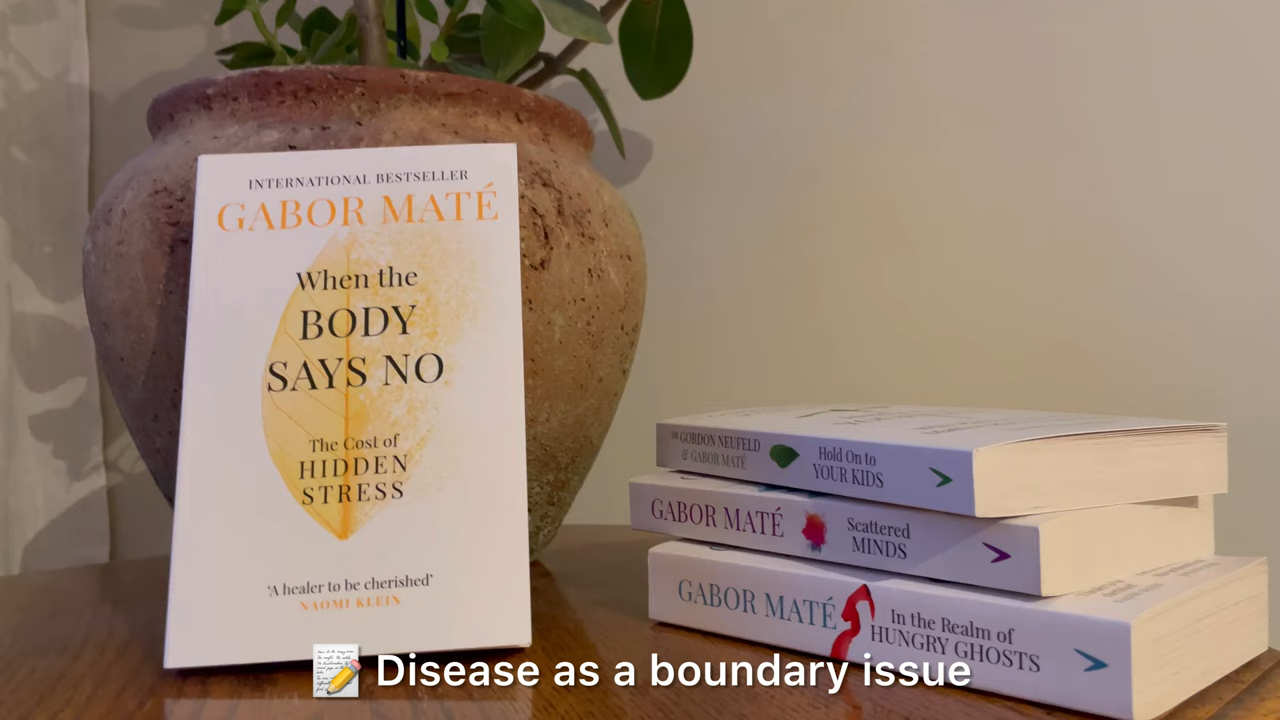 INTERNATIONAL BESTSELLER
GABOR MATÉ
When the
BODY
SAYS NO
The Cost of
HIDDEN
STRESS
'A healer to be cherished'
NAOMI KLEIN
GORDON NEUFELD
& GABOR MATÉ
Hold On to
YOUR KIDS
GABOR MATÉ
Scattered
MINDS
GABOR MATÉ
In the Realm of
HUNGRY GHOSTS
Disease as a boundary issue